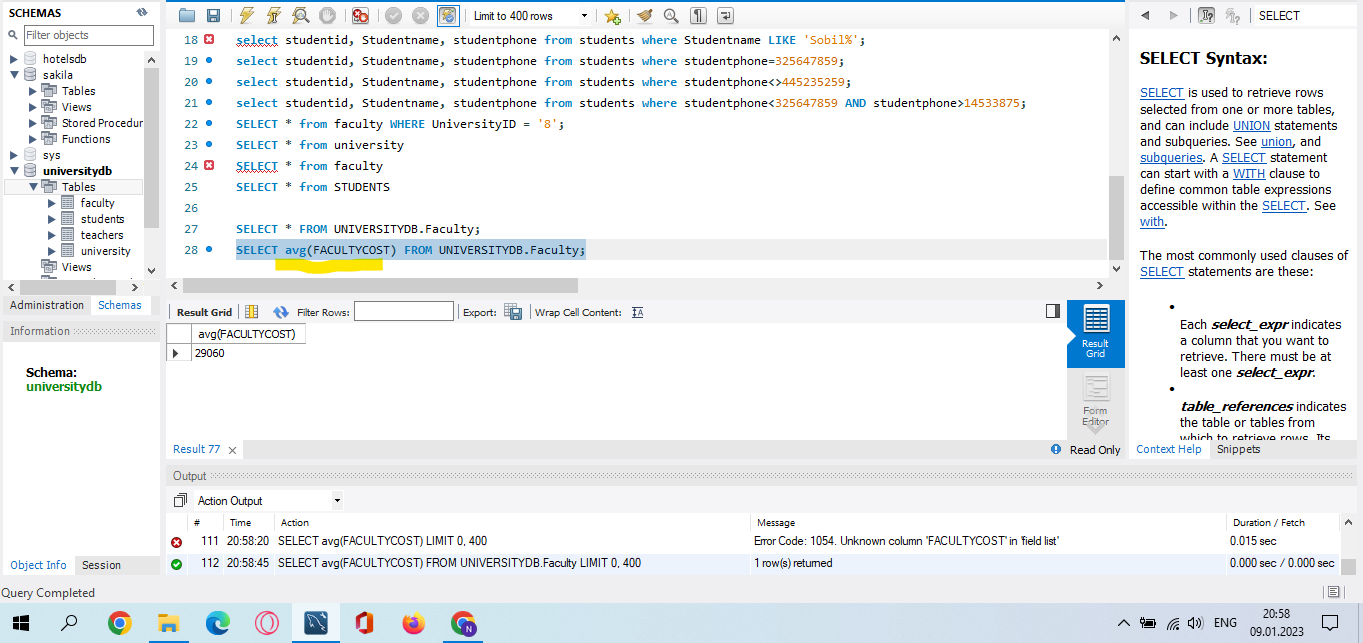 SCHEMAS
Filter objects
hotelsdb
sakila
Tables
Views
Stored Procedur
Functions
sys
universitydb
Tables
faculty
students
teachers
university
Views
Administration Schemas
Information
Schema:
universitydb
Object Info Session
Query Completed
Limit to 400 rows
18 select studentid, Studentname, studentphone from students where Studentname LIKE 'Sobil%';
19 select studentid, Studentname, studentphone from students where studentphone=325647859;
20 select studentid, Studentname, studentphone from students where studentphone<>445235259;
21 select studentid, Studentname, studentphone from students where studentphone<325647859 AND studentphone>14533875;
22 SELECT * from faculty WHERE UniversityID = '8';
23 SELECT * from university
24 SELECT * from faculty
25 SELECT * from STUDENTS
26
27 SELECT * FROM UNIVERSITYDB.Faculty;
28 SELECT avg(FACULTYCOST) FROM UNIVERSITYDB.Faculty;
Result Grid Filter Rows: Export: Wrap Cell Content:
avg(FACULTYCOST)
29060
Result
Grid
Form
Editor
Result 77
Read Only
Output
Action Output
# Time Action Message Duration / Fetch
111 20:58:20 SELECT avg(FACULTYCOST) LIMIT 0, 400 Error Code: 1054. Unknown column 'FACULTYCOST' in 'field list' 0.015 sec
112 20:58:45 SELECT avg(FACULTYCOST) FROM UNIVERSITYDB.Faculty LIMIT 0, 400 1 row(s) returned 0.000 sec / 0.000 sec
SELECT
SELECT Syntax:
SELECT is used to retrieve rows
selected from one or more tables,
and can include UNION statements
and subqueries. See union, and
subqueries. A SELECT statement
can start with a WITH clause to
define common table expressions
accessible within the SELECT. See
with.
The most commonly used clauses of
SELECT statements are these:
Each select_expr indicates
a column that you want to
retrieve. There must be at
least one select_expr.
table_references indicates
the table or tables from
which to retrieve rows. Its
Context Help Snippets
N
ENG
20:58
09.01.2023